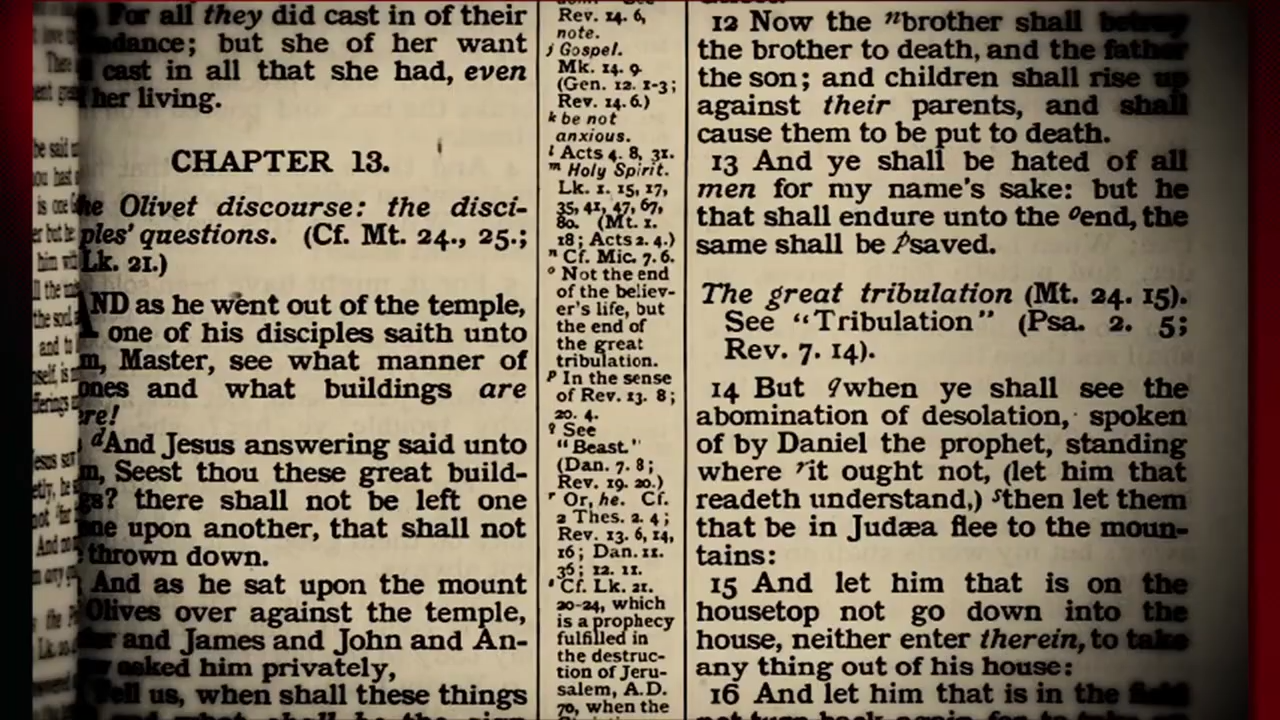 For all they did cast in of their
dance; but she of her want
cast in all that she had, even
her living.
CHAPTER 13.
he Olivet discourse: the disci-
ples' questions. (Cf. Mt. 24., 25.;
Lk. 21.)
AND as he went out of the temple,
one of his disciples saith unto
m, Master, see what manner of
ones and what buildings are
ere!
dAnd Jesus answering said unto
m, Seest thou these great build-
gs? there shall not be left one
ne upon another, that shall not
thrown down.
And as he sat upon the mount
Olives over against the temple,
and James and John and An-
asked him privately,
Tell us, when shall these things
Rev. 14. 6,
note.
j Gospel.
Mk. 14. 9.
(Gen. 12. 1-3;
Rev. 14. 6.)
k be not
anxious.
l Acts 4. 8, 31.
m Holy Spirit.
Lk. 1. 15, 17,
35, 41, 47, 67,
80. (Mt. 1.
18; Acts 2. 4.)
n Cf. Mic. 7. 6.
o Not the end
of the believ-
er's life, but
the end of
the great
tribulation.
p In the sense
of Rev. 13. 8;
20. 4.
q See
"Beast."
(Dan. 7. 8;
Rev. 19. 20.)
r Or, he. Cf.
2 Thes. 2. 4;
Rev. 13. 6, 14,
16; Dan. 11.
36; 12. 11.
s Cf. Lk. 21.
20-24, which
is a prophecy
fulfilled in
the destruc-
tion of Jeru-
salem, A.D.
70, when the
12 Now the nbrother shall betray
the brother to death, and the father
the son; and children shall rise up
against their parents, and shall
cause them to be put to death.
13 And ye shall be hated of all
men for my name's sake: but he
that shall endure unto the oend, the
same shall be psaved.
The great tribulation (Mt. 24. 15).
See "Tribulation" (Psa. 2. 5;
Rev. 7. 14).
14 But qwhen ye shall see the
abomination of desolation, spoken
of by Daniel the prophet, standing
where rit ought not, (let him that
readeth understand,) sthen let them
that be in Judæa flee to the moun-
tains:
15 And let him that is on the
housetop not go down into the
house, neither enter therein, to take
any thing out of his house:
16 And let him that is in the field